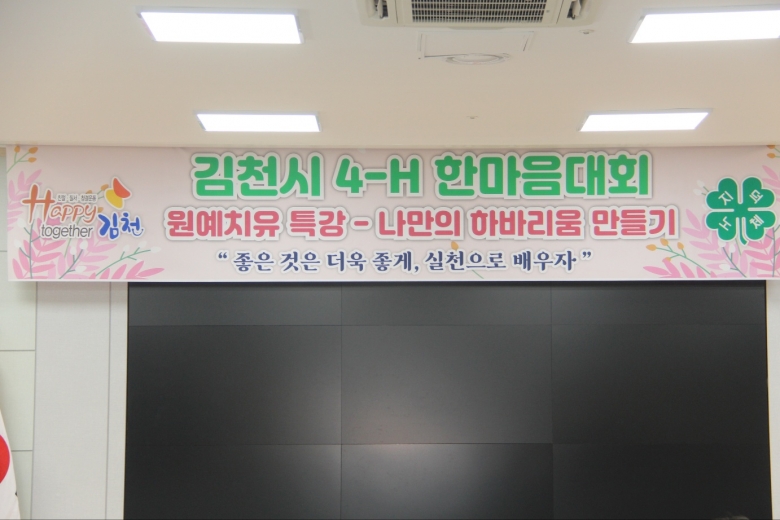 김천시 4-H 한마음대회
원예치유 특강 - 나만의 하바리움 만들기
“ 좋은 것은 더욱 좋게, 실천으로 배우자 ”
Happy
together 김천